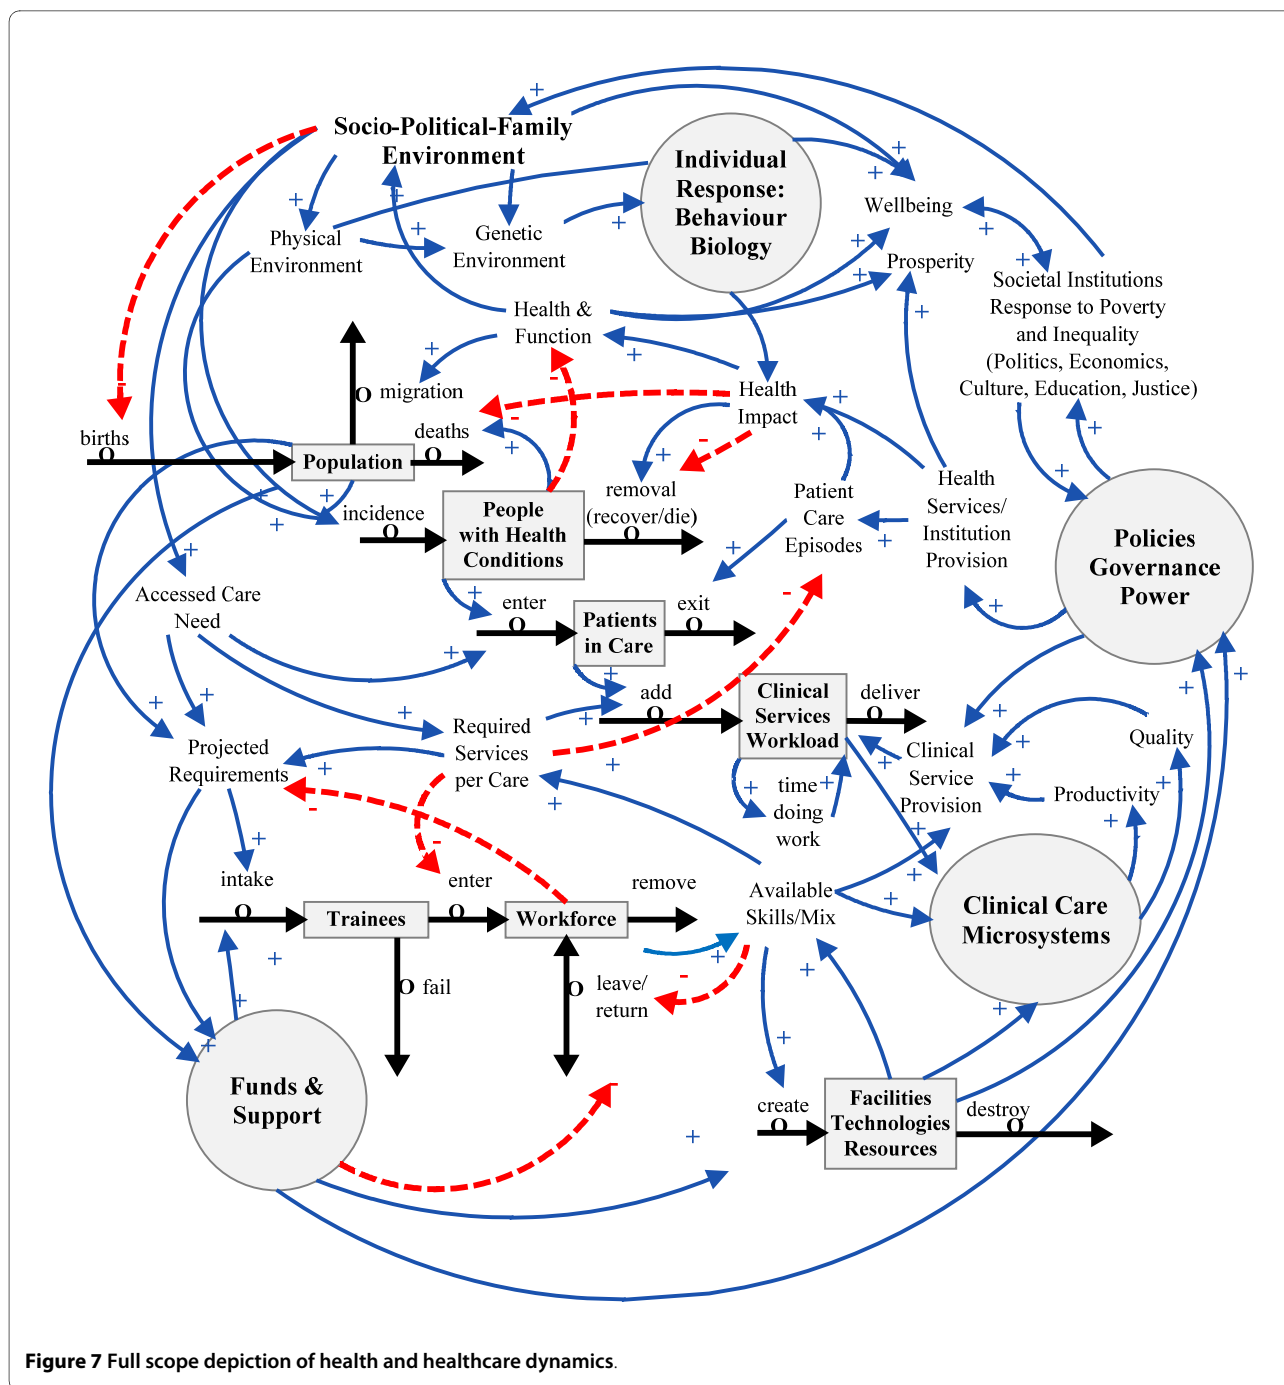 Socio-Political-Family
Environment
Individual
Response:
Behaviour
Biology
Wellbeing
Physical
Environment
Genetic
Environment
Prosperity
Societal Institutions
Response to Poverty
and Inequality
(Politics, Economics,
Culture, Education, Justice)
Health &
Function
migration
Health
Impact
births
deaths
Population
incidence
People
with Health
Conditions
removal
(recover/die)
Patient
Care
Episodes
Health
Services/
Institution
Provision
Policies
Governance
Power
Accessed Care
Need
enter
Patients
in Care
exit
add
Clinical
Services
Workload
deliver
Required
Services
per Care
Projected
Requirements
Clinical
Service
Provision
Quality
Productivity
time
doing
work
intake
Trainees
enter
Workforce
remove
Available
Skills/Mix
Clinical Care
Microsystems
fail
leave/
return
Funds &
Support
create
Facilities
Technologies
Resources
destroy
Figure 7 Full scope depiction of health and healthcare dynamics.